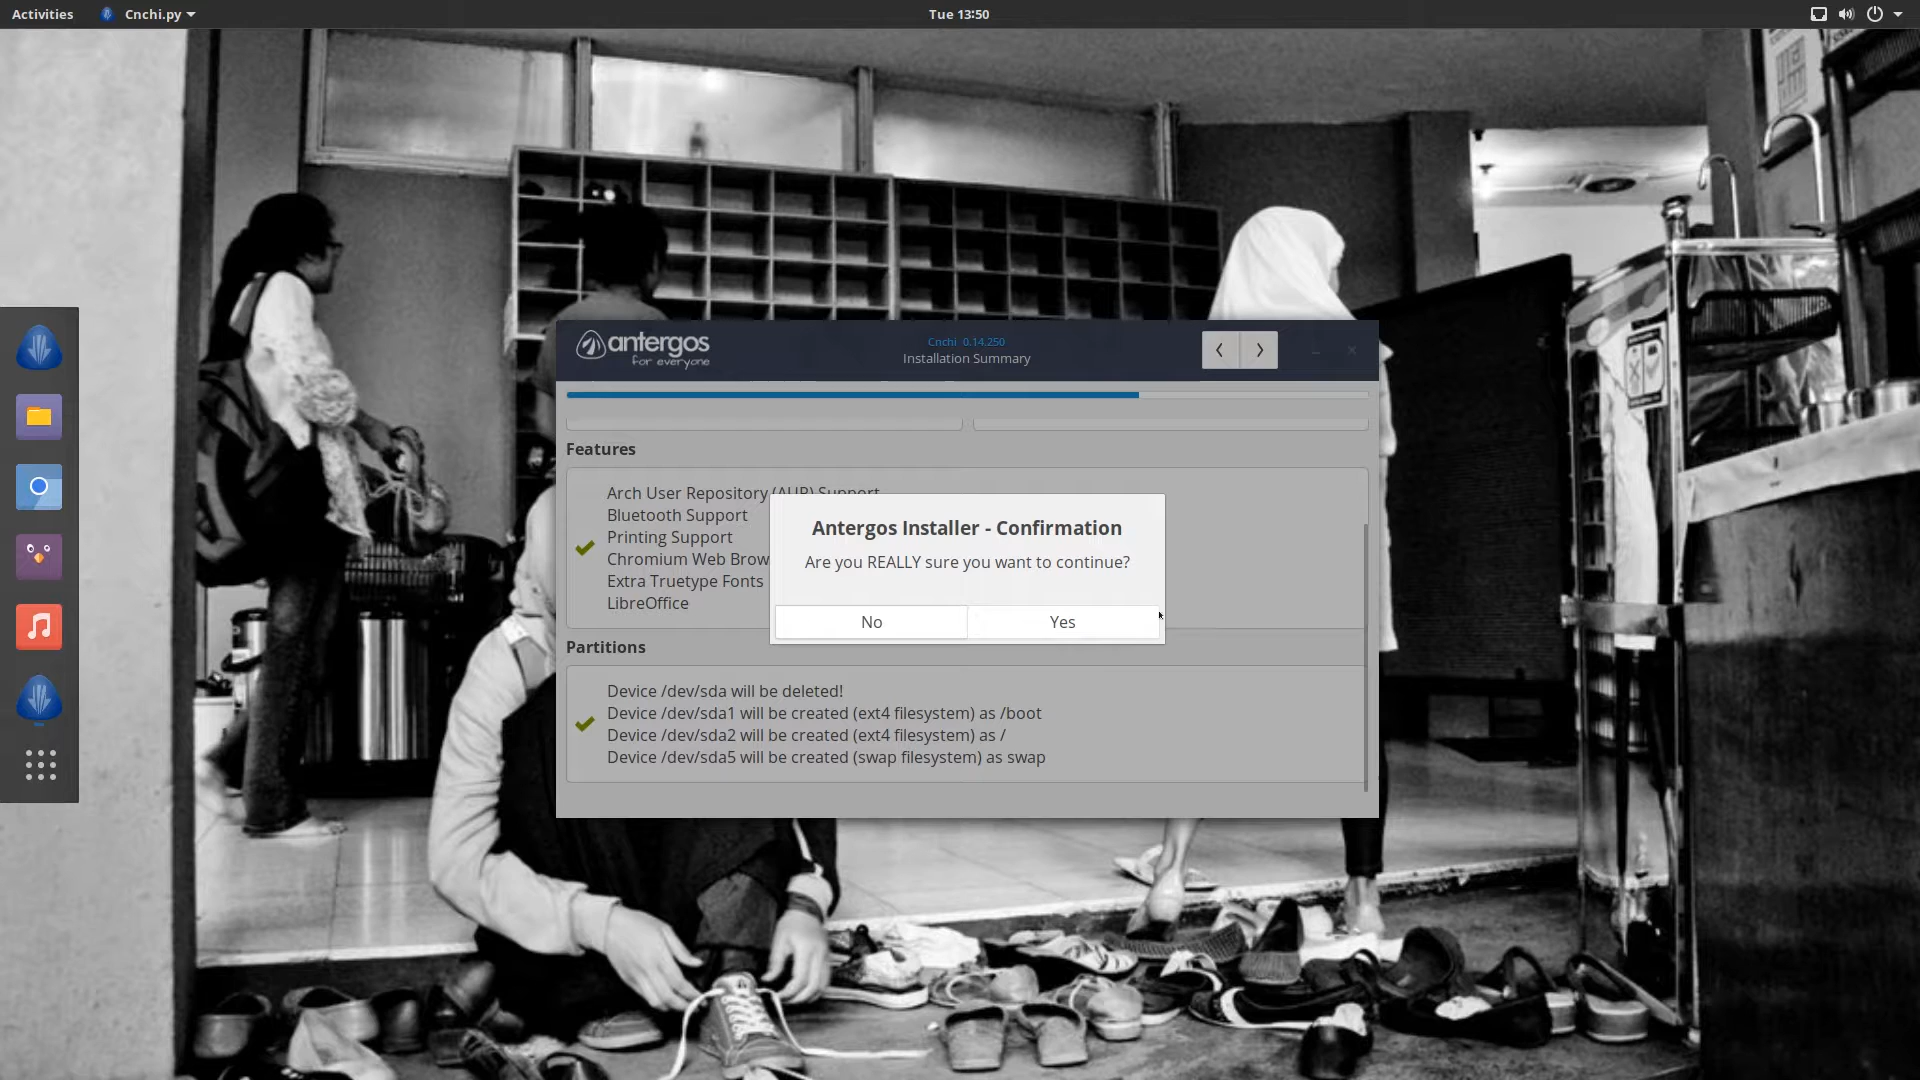 Activities
Cnchi.py
Tue 13:50
antergos
for everyone
Cnchi 0.14.250
Installation Summary
Features
Arch User Repository (AUR) Support
Bluetooth Support
Printing Support
Chromium Web Brow
Extra Truetype Fonts
LibreOffice
Antergos Installer - Confirmation
Are you REALLY sure you want to continue?
No
Yes
Partitions
Device /dev/sda will be deleted!
Device /dev/sda1 will be created (ext4 filesystem) as /boot
Device /dev/sda2 will be created (ext4 filesystem) as /
Device /dev/sda5 will be created (swap filesystem) as swap